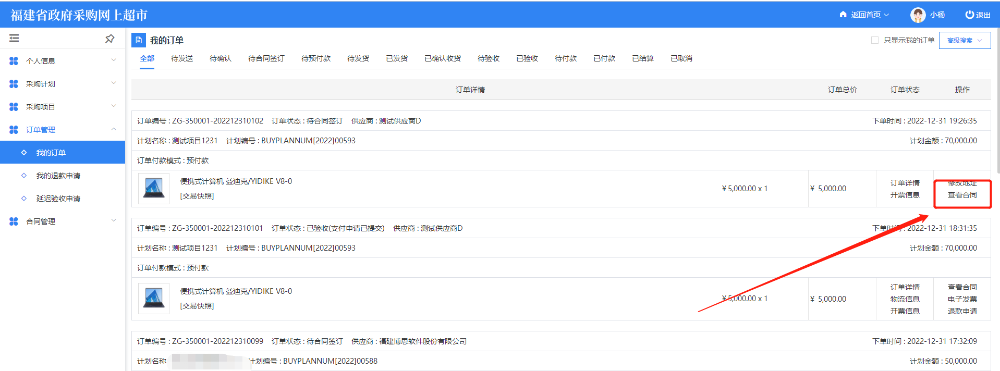 福建省政府采购网上超市
返回首页
小杨
退出
我的订单
只显示我的订单
高级搜索
个人信息
采购计划
采购项目
订单管理
我的订单
我的退款申请
延迟验收申请
合同管理
全部 待发送 待确认 待合同签订 待预付款 待发货 已发货 已确认收货 待验收 已验收 待付款 已付款 已结算 已取消
订单详情 订单总价 订单状态 操作
订单编号 : ZG-350001-202212310102 订单状态 : 待合同签订 供应商 : 测试供应商D 下单时间 : 2022-12-31 19:26:35
计划名称 : 测试项目1231 计划编号 : BUYPLANNUM[2022]00593 计划金额 : 70,000.00
订单付款模式 : 预付款
便携式计算机 益迪克/YIDIKE V8-0
[交易快照]
¥ 5,000.00 x 1
¥ 5,000.00
订单详情
开票信息
修改地址
查看合同
订单编号 : ZG-350001-202212310101 订单状态 : 已验收(支付申请已提交) 供应商 : 测试供应商D 下单时间 : 2022-12-31 18:31:35
计划名称 : 测试项目1231 计划编号 : BUYPLANNUM[2022]00593 计划金额 : 70,000.00
订单付款模式 : 预付款
便携式计算机 益迪克/YIDIKE V8-0
[交易快照]
¥ 5,000.00 x 1
¥ 5,000.00
订单详情
物流信息
开票信息
查看合同
电子发票
退款申请
订单编号 : ZG-350001-202212310099 订单状态 : 待合同签订 供应商 : 福建博思软件股份有限公司 下单时间 : 2022-12-31 17:32:09
计划名称 计划编号 : BUYPLANNUM[2022]00588 计划金额 : 50,000.00